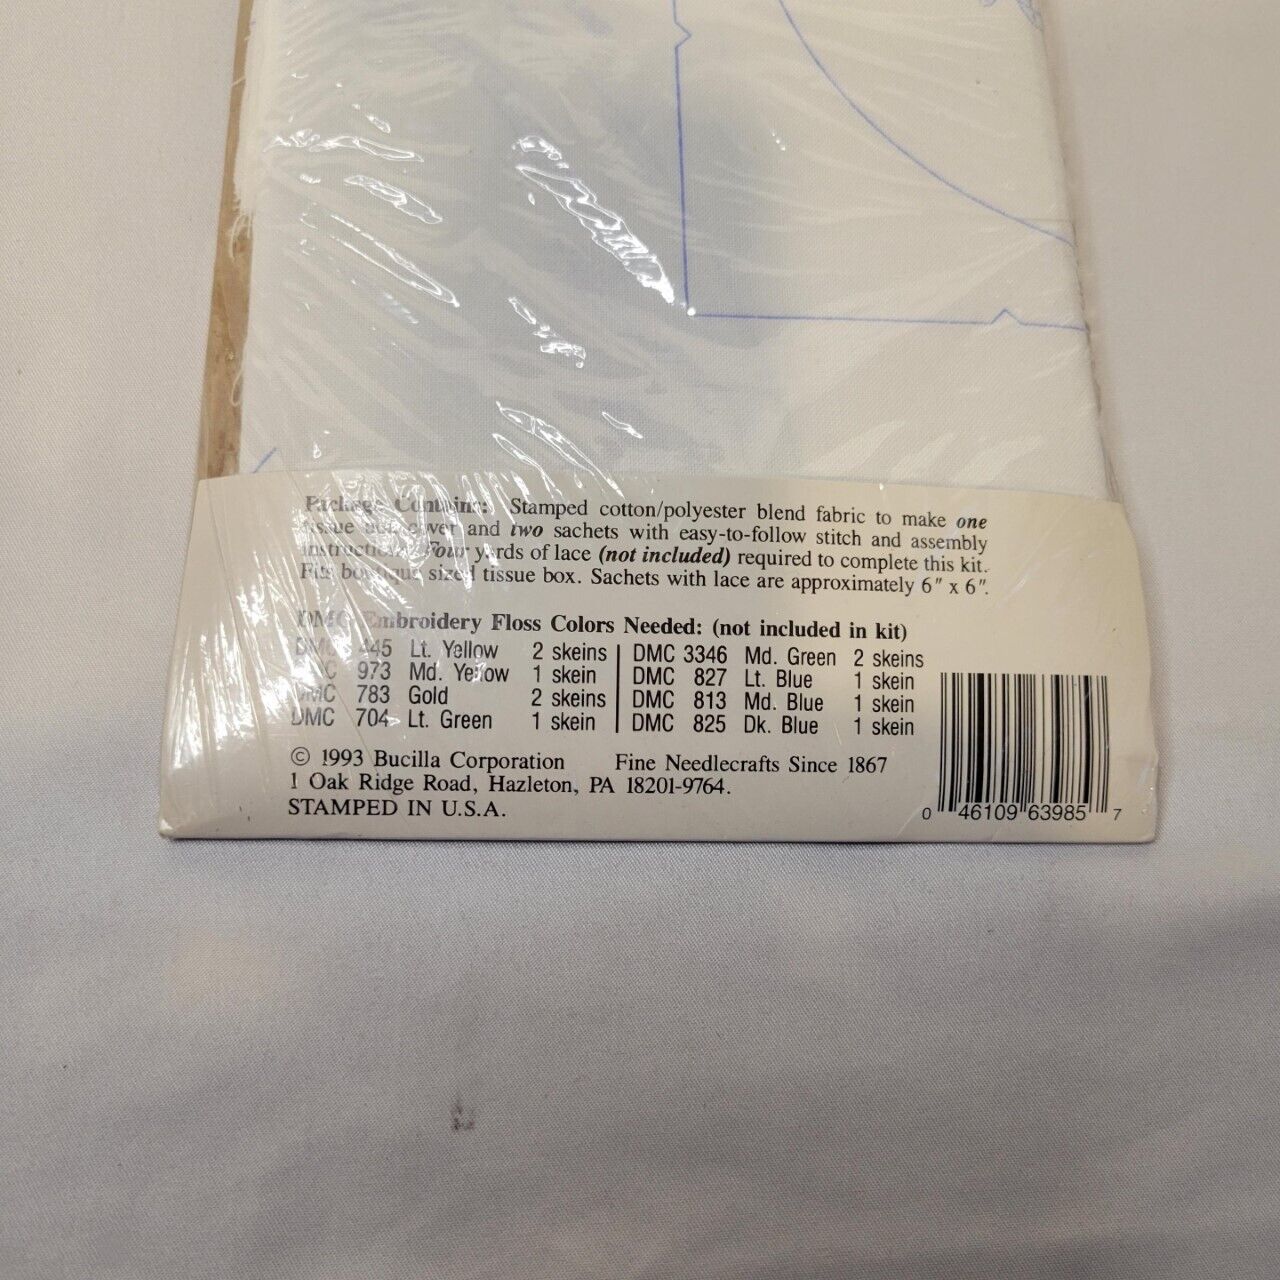 Package Contains: Stamped cotton/polyester blend fabric to make one
tissue box cover and two sachets with easy-to-follow stitch and assembly
instructions. Four yards of lace (not included) required to complete this kit.
Fits boutique sized tissue box. Sachets with lace are approximately 6" x 6".
DMC Embroidery Floss Colors Needed: (not included in kit)
DMC 445 Lt. Yellow 2 skeins | DMC 3346 Md. Green 2 skeins
DMC 973 Md. Yellow 1 skein | DMC 827 Lt. Blue 1 skein
DMC 783 Gold 2 skeins | DMC 813 Md. Blue 1 skein
DMC 704 Lt. Green 1 skein | DMC 825 Dk. Blue 1 skein
© 1993 Bucilla Corporation Fine Needlecrafts Since 1867
1 Oak Ridge Road, Hazleton, PA 18201-9764.
STAMPED IN U.S.A.
0 46109 63985 7